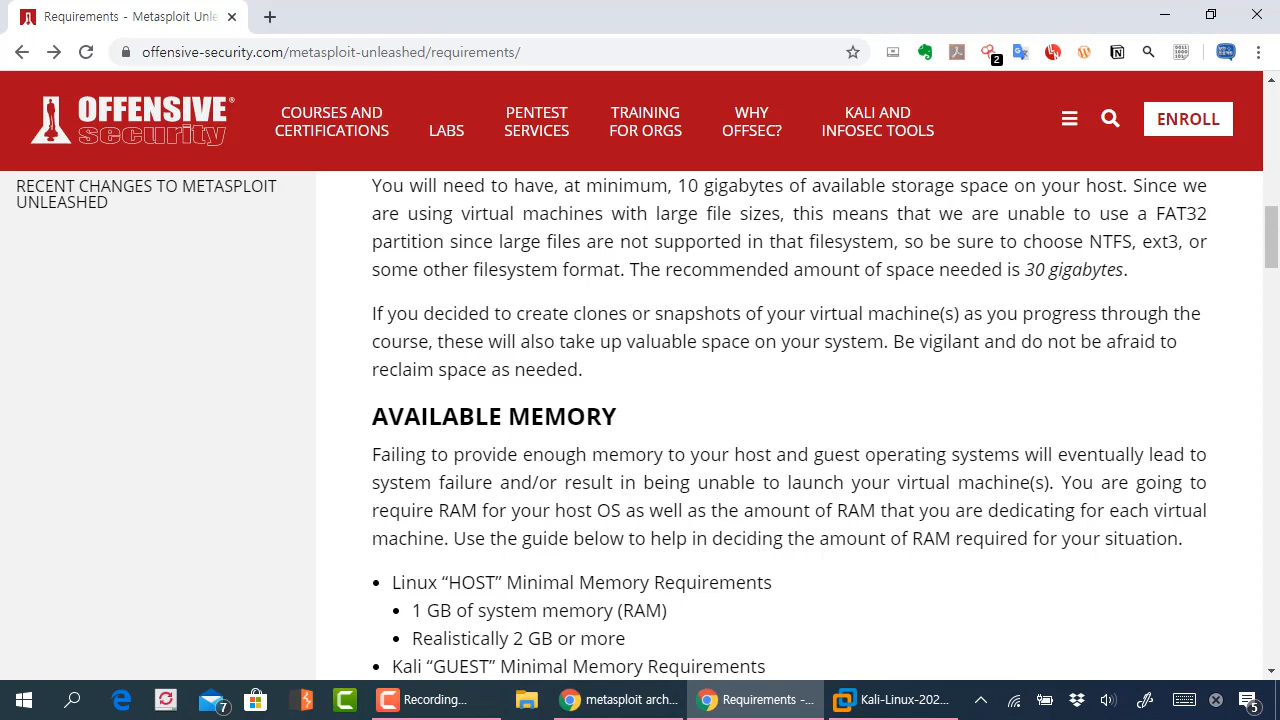 Requirements - Metasploit Unlea
offensive-security.com/metasploit-unleashed/requirements/
2
OFFENSIVE®
security
COURSES AND
CERTIFICATIONS
LABS
PENTEST
SERVICES
TRAINING
FOR ORGS
WHY
OFFSEC?
KALI AND
INFOSEC TOOLS
ENROLL
RECENT CHANGES TO METASPLOIT
UNLEASHED
You will need to have, at minimum, 10 gigabytes of available storage space on your host. Since we
are using virtual machines with large file sizes, this means that we are unable to use a FAT32
partition since large files are not supported in that filesystem, so be sure to choose NTFS, ext3, or
some other filesystem format. The recommended amount of space needed is 30 gigabytes.
If you decided to create clones or snapshots of your virtual machine(s) as you progress through the
course, these will also take up valuable space on your system. Be vigilant and do not be afraid to
reclaim space as needed.
AVAILABLE MEMORY
Failing to provide enough memory to your host and guest operating systems will eventually lead to
system failure and/or result in being unable to launch your virtual machine(s). You are going to
require RAM for your host OS as well as the amount of RAM that you are dedicating for each virtual
machine. Use the guide below to help in deciding the amount of RAM required for your situation.
• Linux “HOST” Minimal Memory Requirements
• 1 GB of system memory (RAM)
• Realistically 2 GB or more
• Kali “GUEST” Minimal Memory Requirements
7
Recording...
metasploit arch...
Requirements -...
Kali-Linux-202...
5